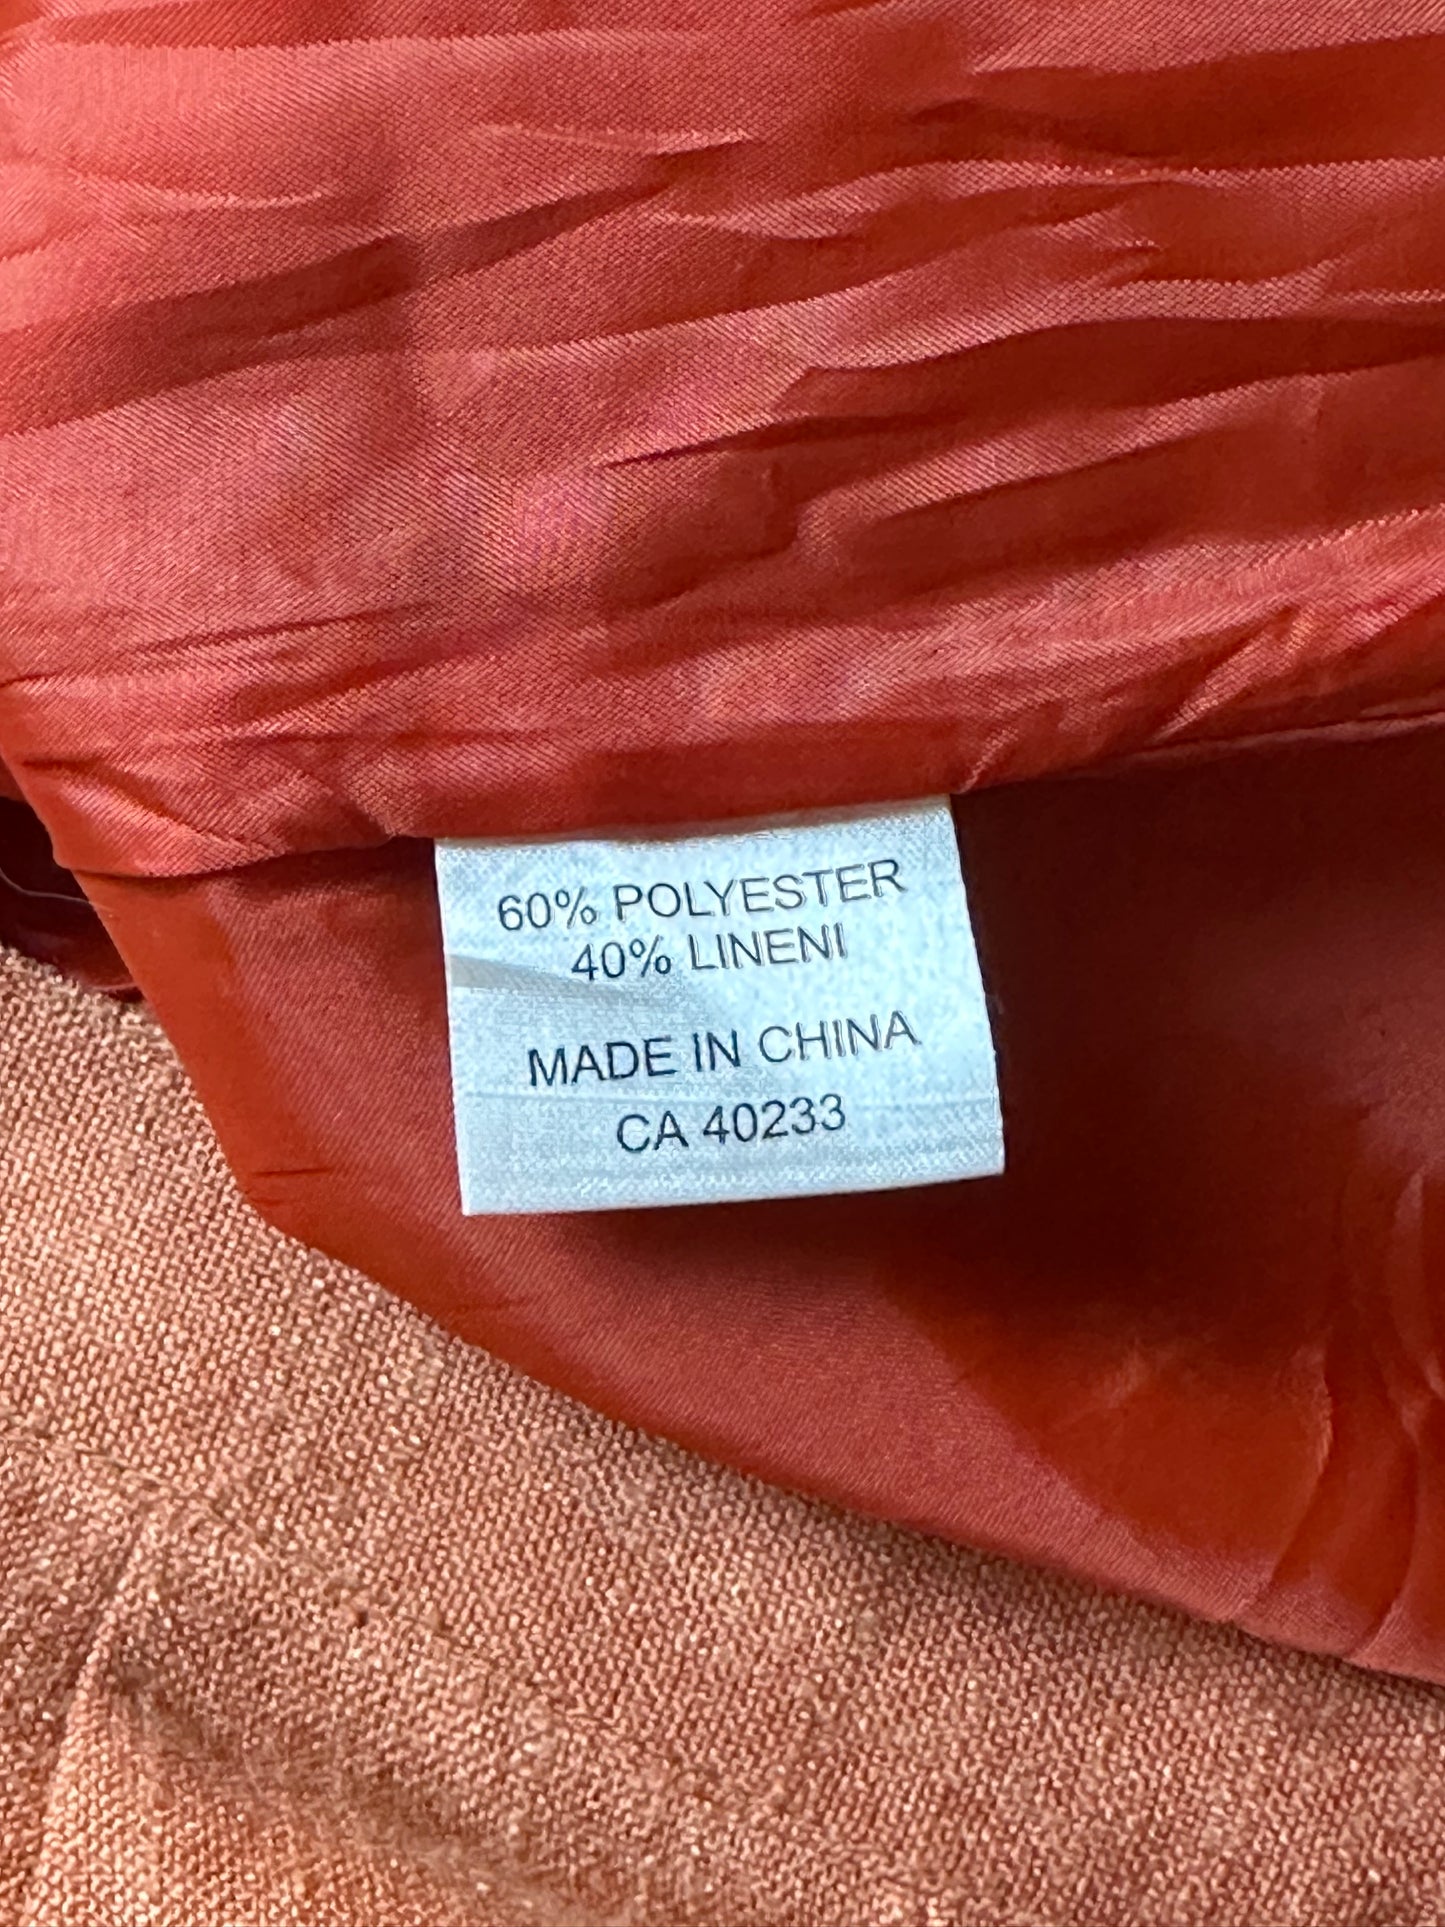 60% POLYESTER
40% LINENI
MADE IN CHINA
CA 40233